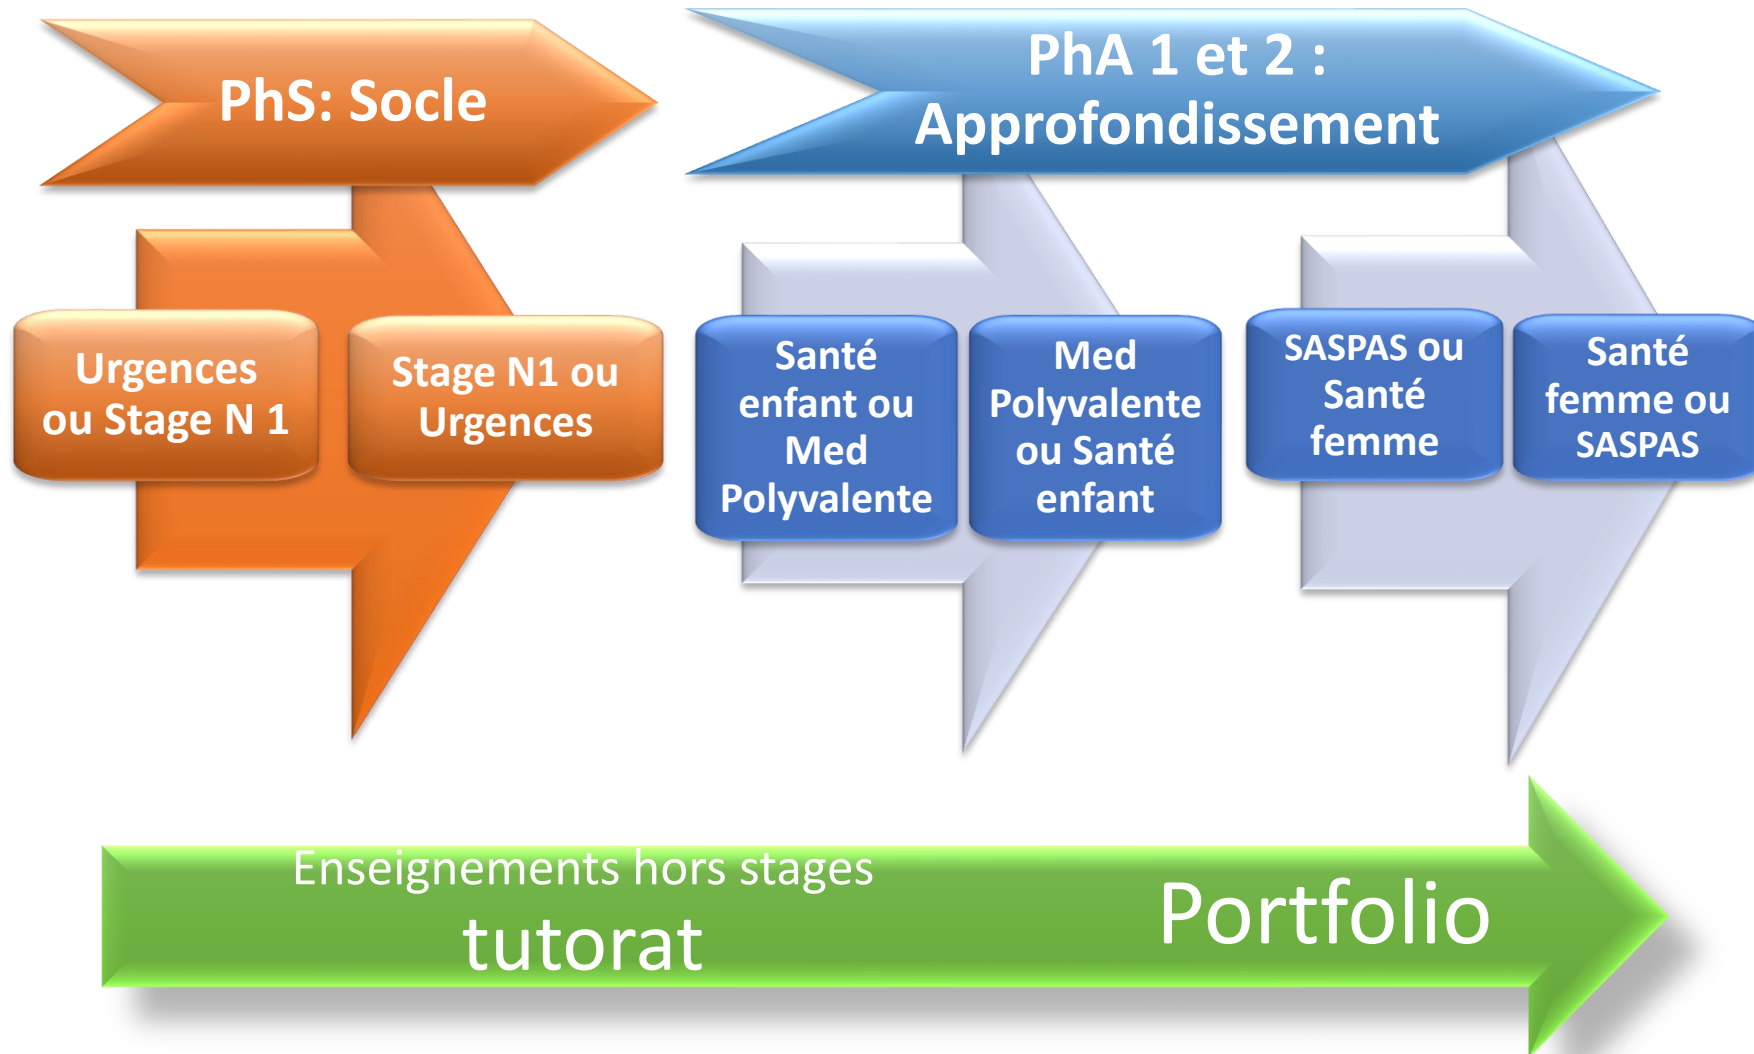 PhS: Socle
PhA 1 et 2 :
Approfondissement
Urgences
ou Stage N 1
Stage N1 ou
Urgences
Santé
enfant ou
Med
Polyvalente
Med
Polyvalente
ou Santé
enfant
SASPAS ou
Santé
femme
Santé
femme ou
SASPAS
Enseignements hors stages
tutorat
Portfolio